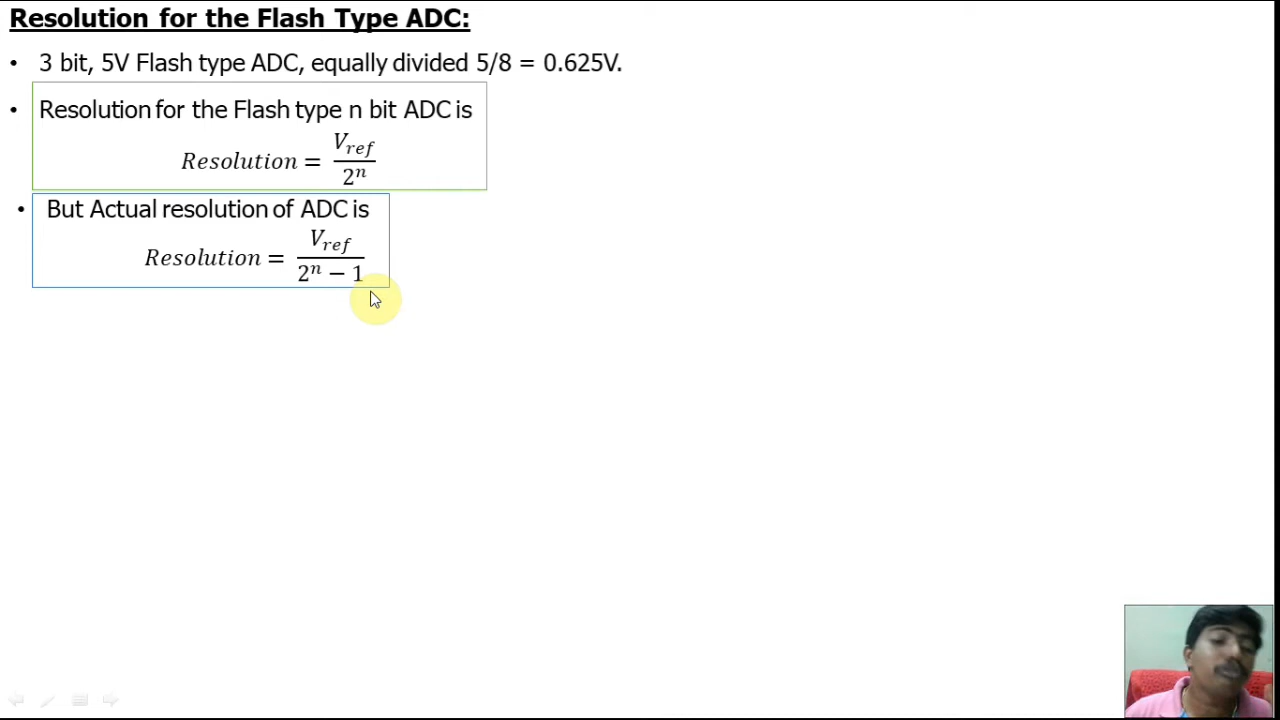 Resolution for the Flash Type ADC:
• 3 bit, 5V Flash type ADC, equally divided 5/8 = 0.625V.
• Resolution for the Flash type n bit ADC is
Resolution = V_ref / 2^n
• But Actual resolution of ADC is
Resolution = V_ref / 2^n − 1